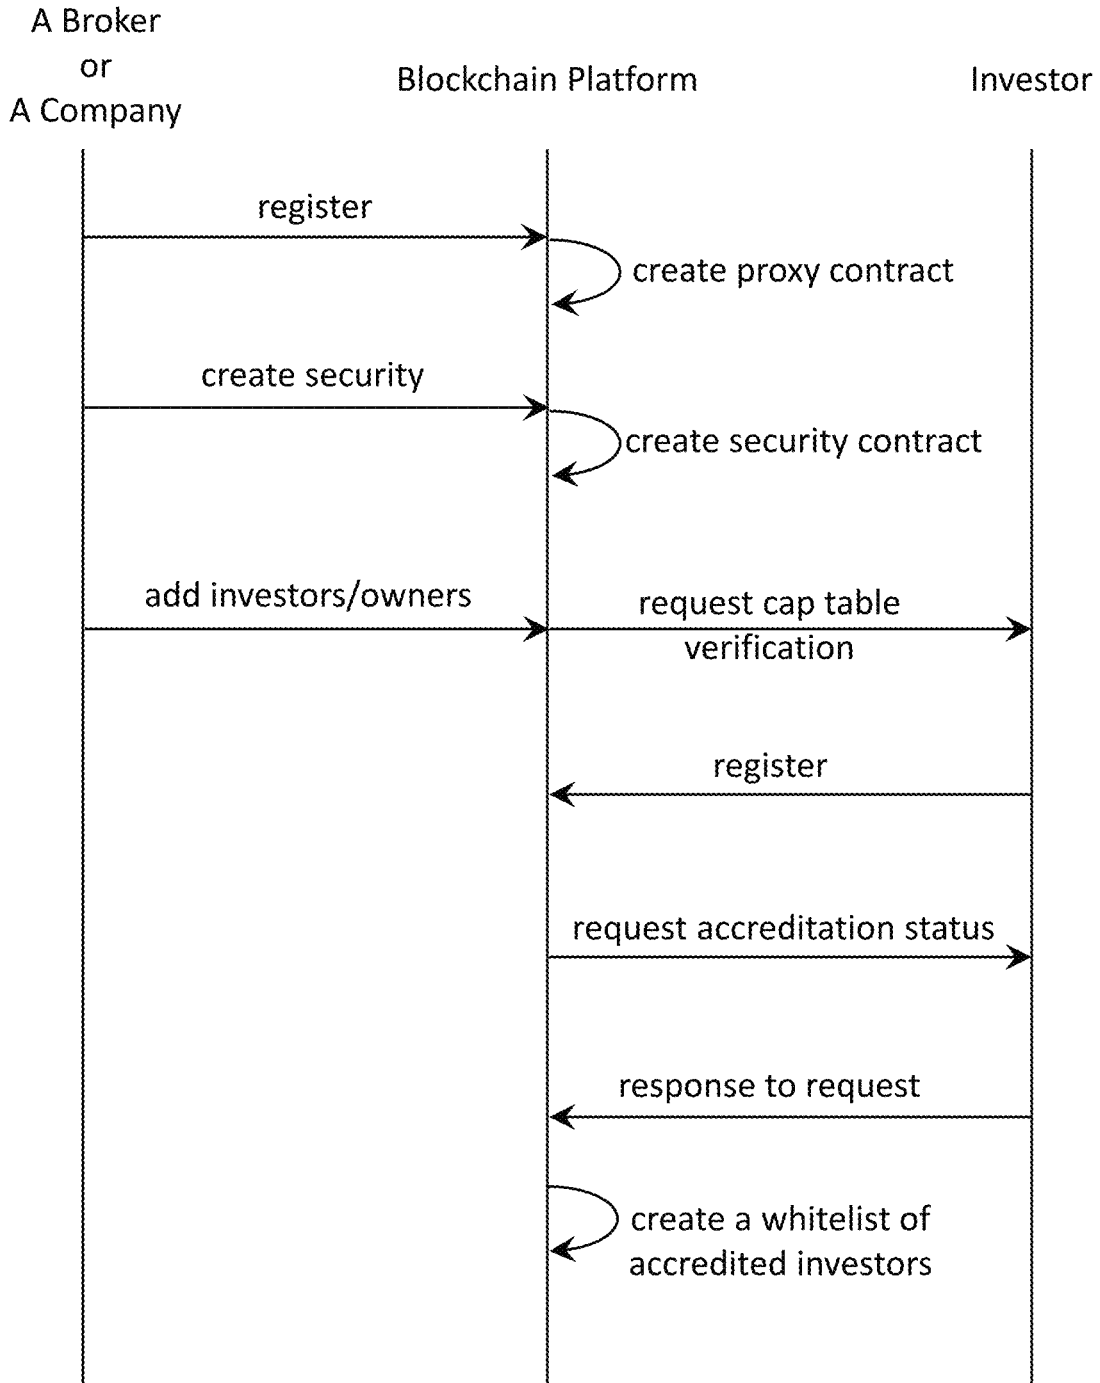 A Broker
or
A Company
Blockchain Platform
Investor
register
create proxy contract
create security
create security contract
add investors/owners
request cap table
verification
register
request accreditation status
response to request
create a whitelist of
accredited investors